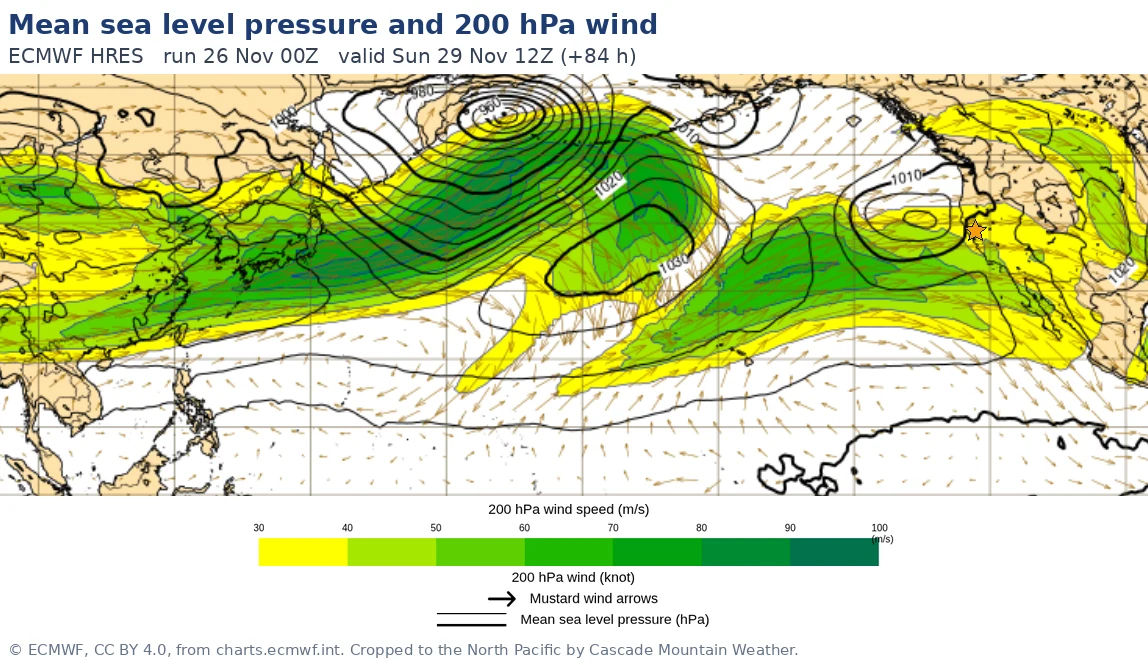 Mean sea level pressure and 200 hPa wind
ECMWF HRES run 26 Nov 00Z valid Sun 29 Nov 12Z (+84 h)
980
960
1000
1010
1020
1010
1030
1020
200 hPa wind speed (m/s)
30 40 50 60 70 80 90 100
(m/s)
200 hPa wind (knot)
Mustard wind arrows
Mean sea level pressure (hPa)
© ECMWF, CC BY 4.0, from charts.ecmwf.int. Cropped to the North Pacific by Cascade Mountain Weather.